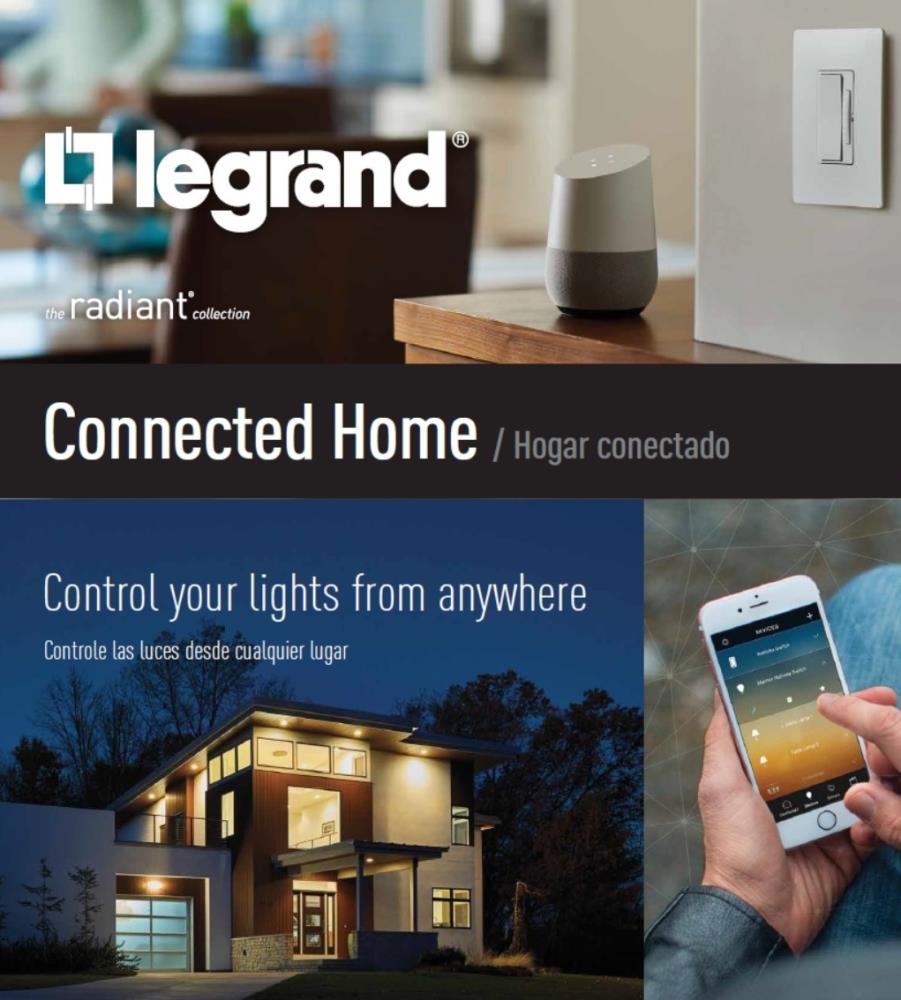 legrand®
the radiant® collection
Connected Home / Hogar conectado
Control your lights from anywhere
Controle las luces desde cualquier lugar
DEVICES